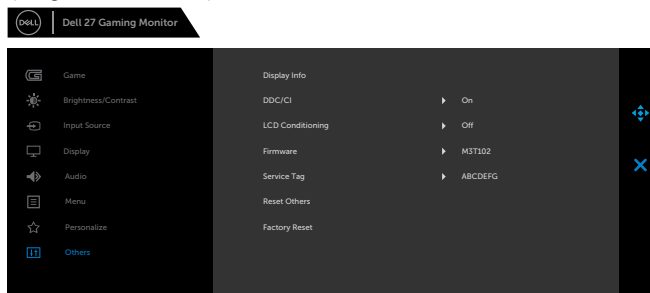 DELL
Dell 27 Gaming Monitor
Game
Brightness/Contrast
Input Source
Display
Audio
Menu
Personalize
Others
Display Info
DDC/CI On
LCD Conditioning Off
Firmware M3T102
Service Tag ABCDEFG
Reset Others
Factory Reset